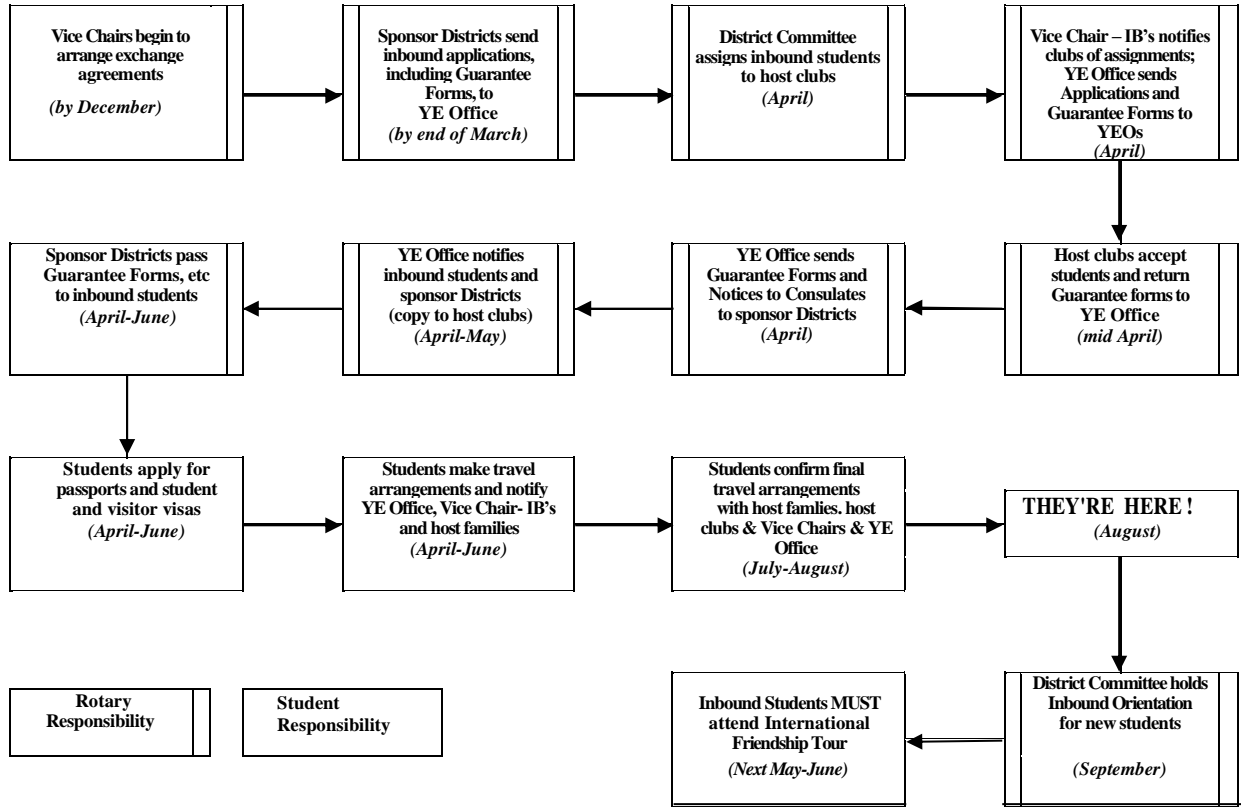 Vice Chairs begin to
arrange exchange
agreements
(by December)
Sponsor Districts send
inbound applications,
including Guarantee
Forms, to
YE Office
(by end of March)
District Committee
assigns inbound students
to host clubs
(April)
Vice Chair – IB's notifies
clubs of assignments;
YE Office sends
Applications and
Guarantee Forms to
YEOs
(April)
Host clubs accept
students and return
Guarantee forms to
YE Office
(mid April)
YE Office sends
Guarantee Forms and
Notices to Consulates
to sponsor Districts
(April)
YE Office notifies
inbound students and
sponsor Districts
(copy to host clubs)
(April-May)
Sponsor Districts pass
Guarantee Forms, etc
to inbound students
(April-June)
Students apply for
passports and student
and visitor visas
(April-June)
Students make travel
arrangements and notify
YE Office, Vice Chair- IB's
and host families
(April-June)
Students confirm final
travel arrangements
with host famlies. host
clubs & Vice Chairs & YE
Office
(July-August)
THEY'RE HERE !
(August)
District Committee holds
Inbound Orientation
for new students
(September)
Inbound Students MUST
attend International
Friendship Tour
(Next May-June)
Rotary
Responsibility
Student
Responsibility